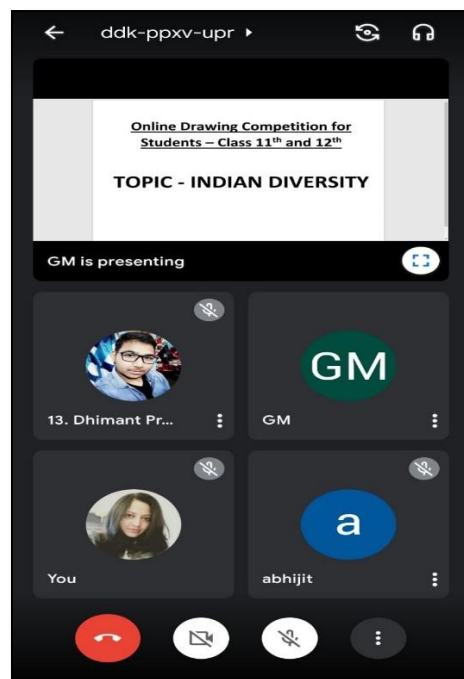 ddk-ppxv-upr
Online Drawing Competition for
Students – Class 11th and 12th
TOPIC - INDIAN DIVERSITY
GM is presenting
GM
13. Dhimant Pr...
GM
a
You
abhijit